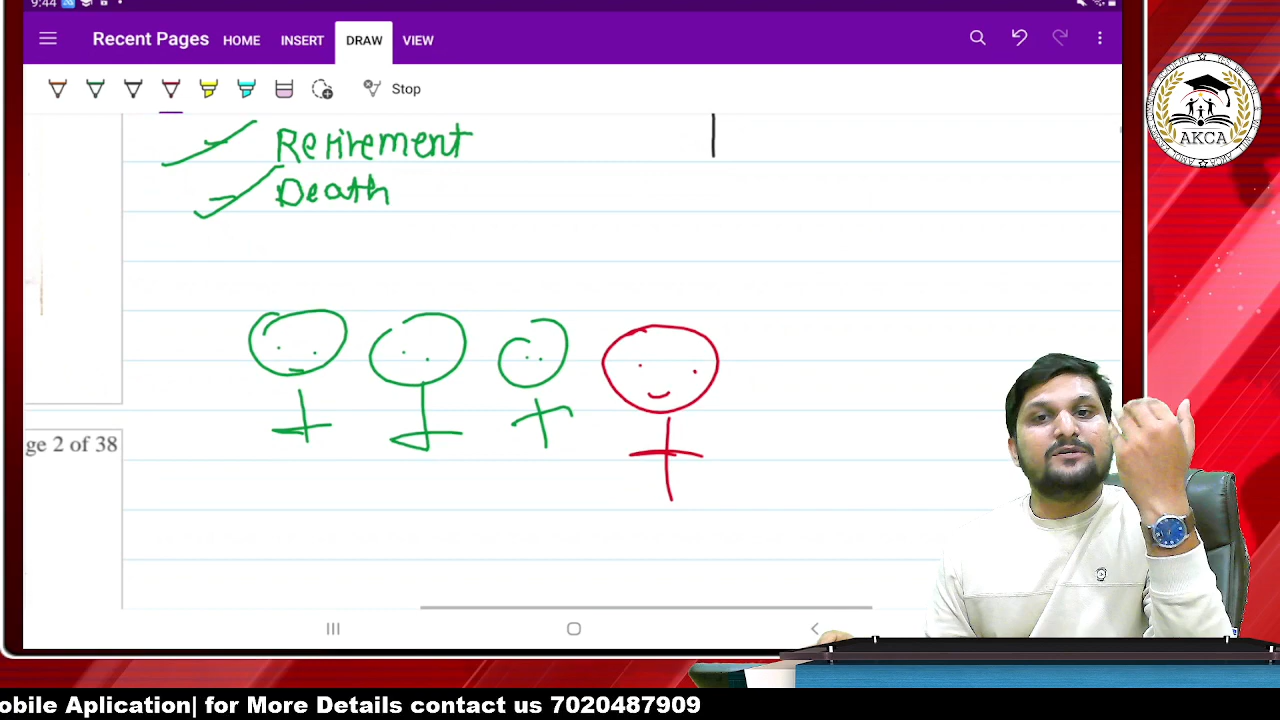 9:44
Recent Pages HOME INSERT DRAW VIEW
Stop
Retirement
Death
ge 2 of 38
AKCA
obile Aplication| for More Details contact us 7020487909